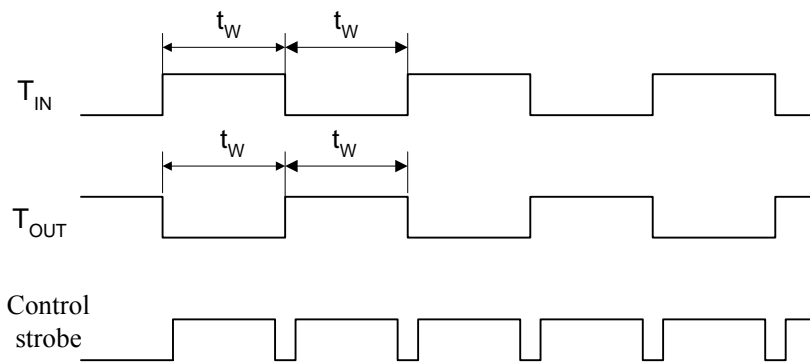 t_W t_W
T_IN
t_W t_W
T_OUT
Control
strobe